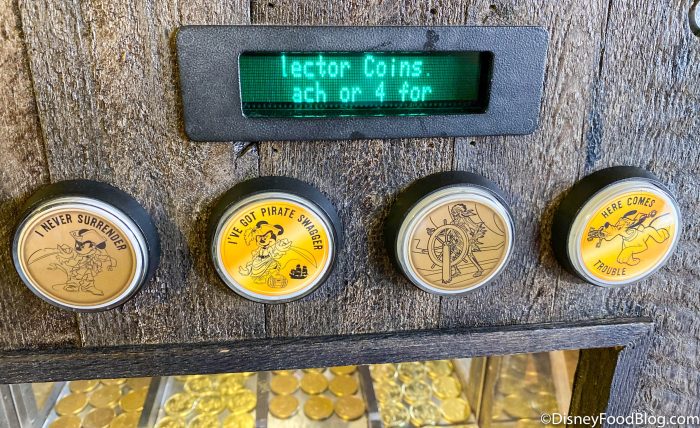 lector Coins.
ach or 4 for
I NEVER SURRENDER
I'VE GOT PIRATE SWAGGER
HERE COMES
TROUBLE
DisneyFoodBlog.com